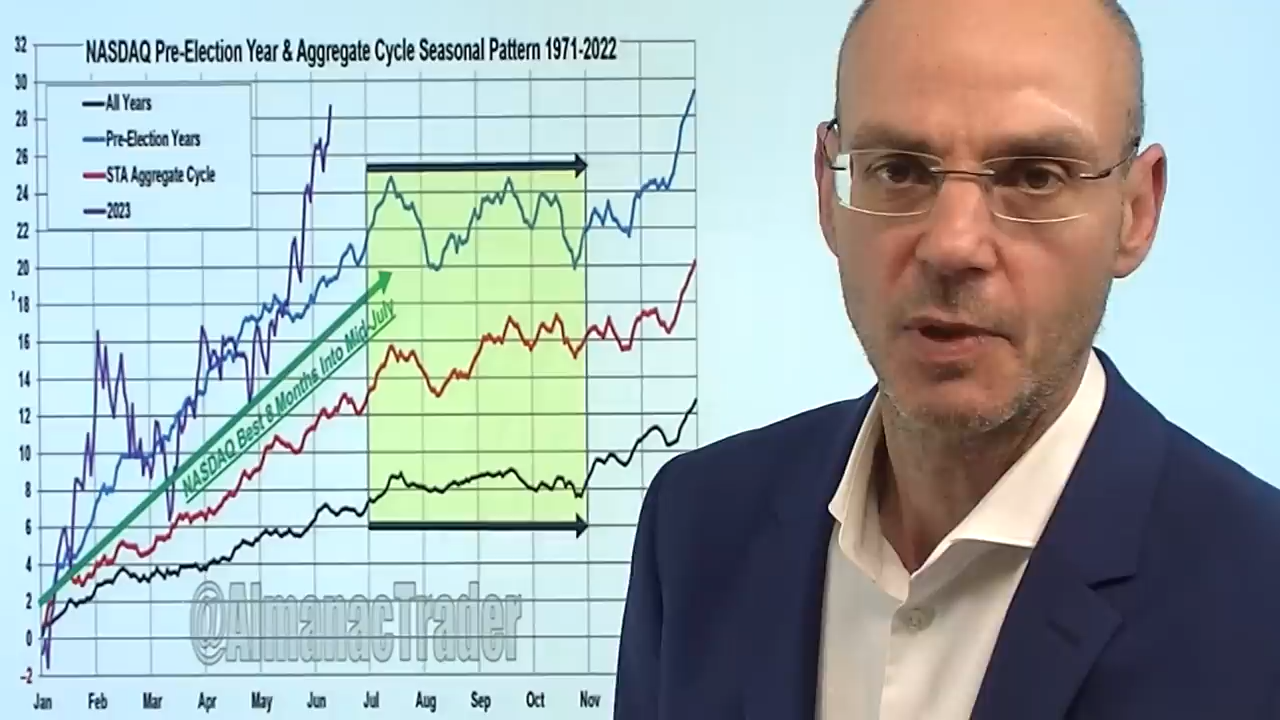 NASDAQ Pre-Election Year & Aggregate Cycle Seasonal Pattern 1971-2022
32
30
28
26
24
22
20
18
16
14
12
10
8
6
4
2
0
-2
All Years
Pre-Election Years
STA Aggregate Cycle
2023
NASDAQ Best 8 Months Into Mid-July
@AlmanacTrader
Jan Feb Mar Apr May Jun Jul Aug Sep Oct Nov